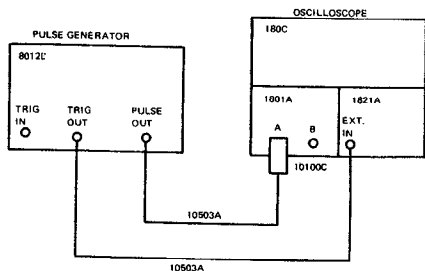 OSCILLOSCOPE
180C
PULSE GENERATOR
1801A
1821A
TRIG IN
TRIG OUT
PULSE OUT
A
B
EXT. IN
10100C
10503A
10503A